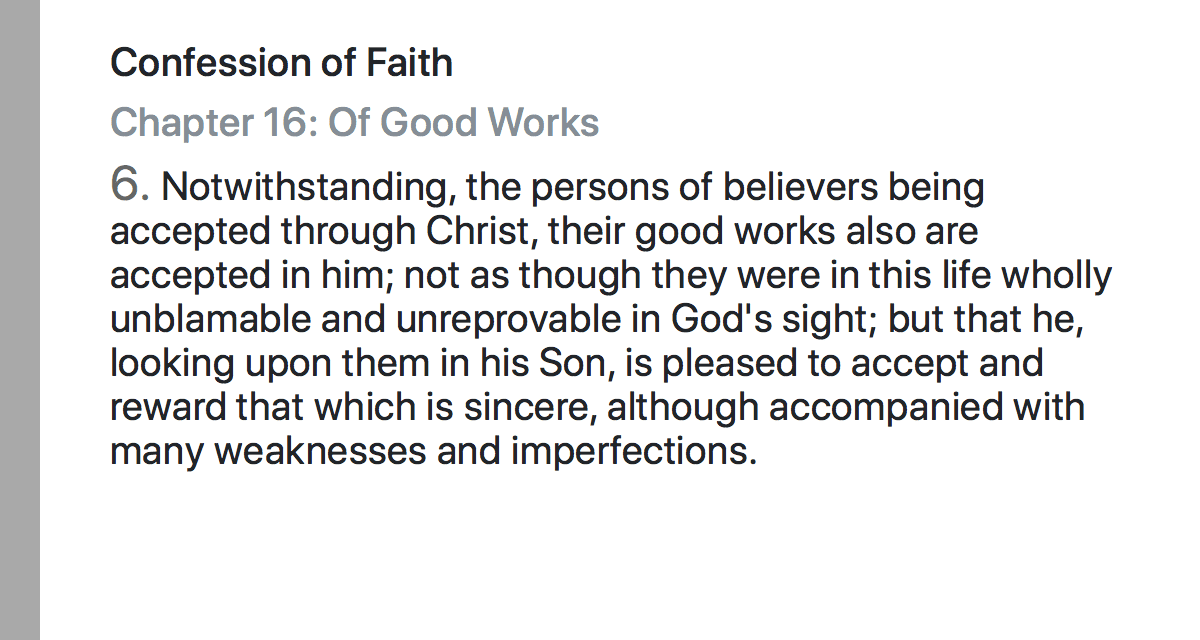 Confession of Faith
Chapter 16: Of Good Works
6. Notwithstanding, the persons of believers being
accepted through Christ, their good works also are
accepted in him; not as though they were in this life wholly
unblamable and unreprovable in God's sight; but that he,
looking upon them in his Son, is pleased to accept and
reward that which is sincere, although accompanied with
many weaknesses and imperfections.